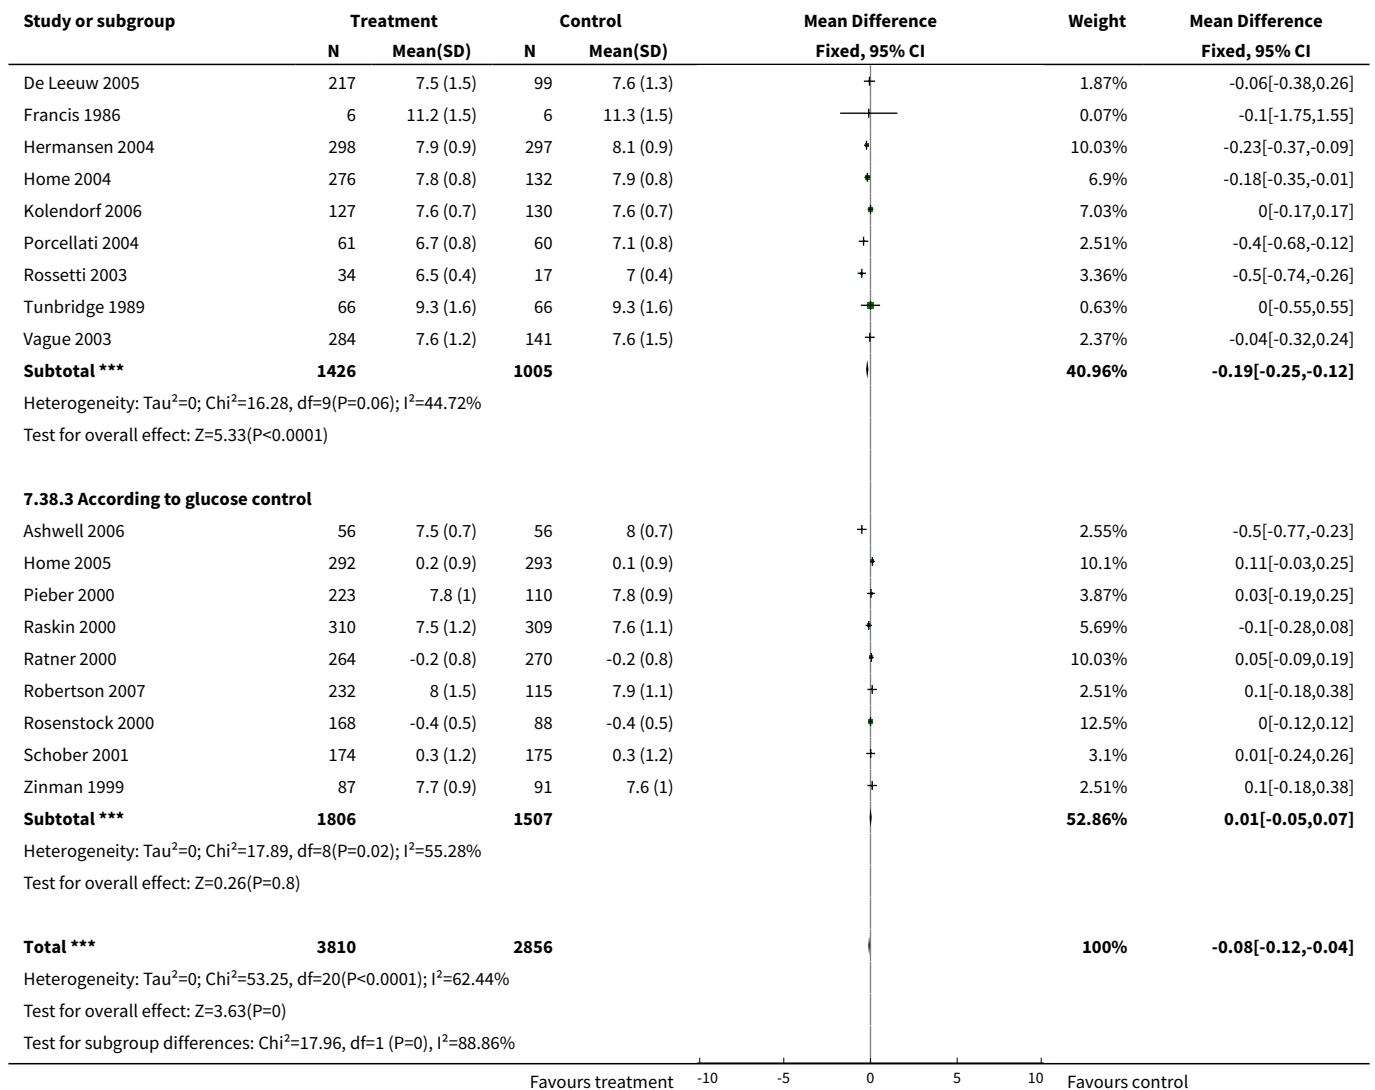 Study or subgroup Treatment Control Mean Difference Weight Mean Difference
N Mean(SD) N Mean(SD) Fixed, 95% CI Fixed, 95% CI
De Leeuw 2005 217 7.5 (1.5) 99 7.6 (1.3) 1.87% -0.06[-0.38,0.26]
Francis 1986 6 11.2 (1.5) 6 11.3 (1.5) 0.07% -0.1[-1.75,1.55]
Hermansen 2004 298 7.9 (0.9) 297 8.1 (0.9) 10.03% -0.23[-0.37,-0.09]
Home 2004 276 7.8 (0.8) 132 7.9 (0.8) 6.9% -0.18[-0.35,-0.01]
Kolendorf 2006 127 7.6 (0.7) 130 7.6 (0.7) 7.03% 0[-0.17,0.17]
Porcellati 2004 61 6.7 (0.8) 60 7.1 (0.8) 2.51% -0.4[-0.68,-0.12]
Rossetti 2003 34 6.5 (0.4) 17 7 (0.4) 3.36% -0.5[-0.74,-0.26]
Tunbridge 1989 66 9.3 (1.6) 66 9.3 (1.6) 0.63% 0[-0.55,0.55]
Vague 2003 284 7.6 (1.2) 141 7.6 (1.5) 2.37% -0.04[-0.32,0.24]
Subtotal *** 1426 1005 40.96% -0.19[-0.25,-0.12]
Heterogeneity: Tau²=0; Chi²=16.28, df=9(P=0.06); I²=44.72%
Test for overall effect: Z=5.33(P<0.0001)
7.38.3 According to glucose control
Ashwell 2006 56 7.5 (0.7) 56 8 (0.7) 2.55% -0.5[-0.77,-0.23]
Home 2005 292 0.2 (0.9) 293 0.1 (0.9) 10.1% 0.11[-0.03,0.25]
Pieber 2000 223 7.8 (1) 110 7.8 (0.9) 3.87% 0.03[-0.19,0.25]
Raskin 2000 310 7.5 (1.2) 309 7.6 (1.1) 5.69% -0.1[-0.28,0.08]
Ratner 2000 264 -0.2 (0.8) 270 -0.2 (0.8) 10.03% 0.05[-0.09,0.19]
Robertson 2007 232 8 (1.5) 115 7.9 (1.1) 2.51% 0.1[-0.18,0.38]
Rosenstock 2000 168 -0.4 (0.5) 88 -0.4 (0.5) 12.5% 0[-0.12,0.12]
Schober 2001 174 0.3 (1.2) 175 0.3 (1.2) 3.1% 0.01[-0.24,0.26]
Zinman 1999 87 7.7 (0.9) 91 7.6 (1) 2.51% 0.1[-0.18,0.38]
Subtotal *** 1806 1507 52.86% 0.01[-0.05,0.07]
Heterogeneity: Tau²=0; Chi²=17.89, df=8(P=0.02); I²=55.28%
Test for overall effect: Z=0.26(P=0.8)
Total *** 3810 2856 100% -0.08[-0.12,-0.04]
Heterogeneity: Tau²=0; Chi²=53.25, df=20(P<0.0001); I²=62.44%
Test for overall effect: Z=3.63(P=0)
Test for subgroup differences: Chi²=17.96, df=1 (P=0), I²=88.86%
Favours treatment -10 -5 0 5 10 Favours control